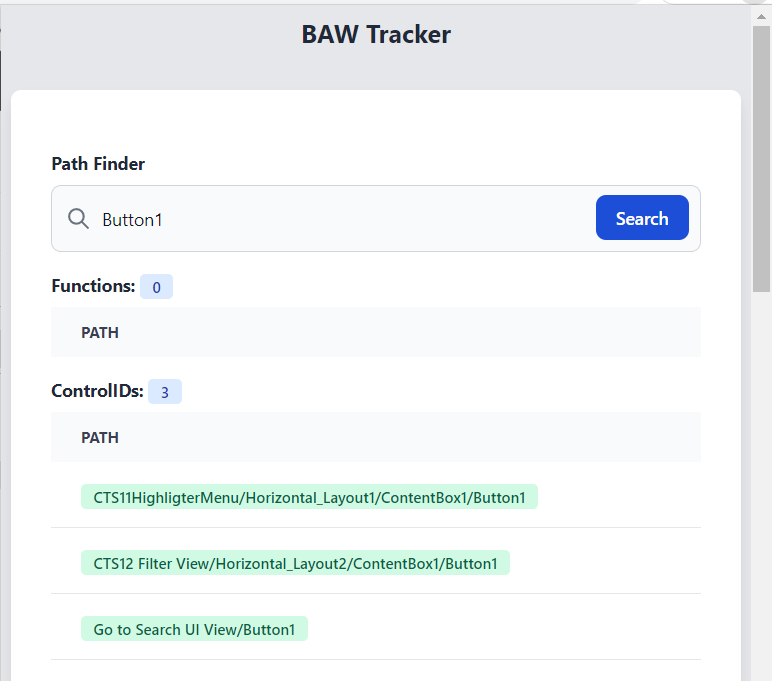 BAW Tracker
Path Finder
Button1
Search
Functions: 0
PATH
ControlIDs: 3
PATH
CTS11HighligterMenu/Horizontal_Layout1/ContentBox1/Button1
CTS12 Filter View/Horizontal_Layout2/ContentBox1/Button1
Go to Search UI View/Button1